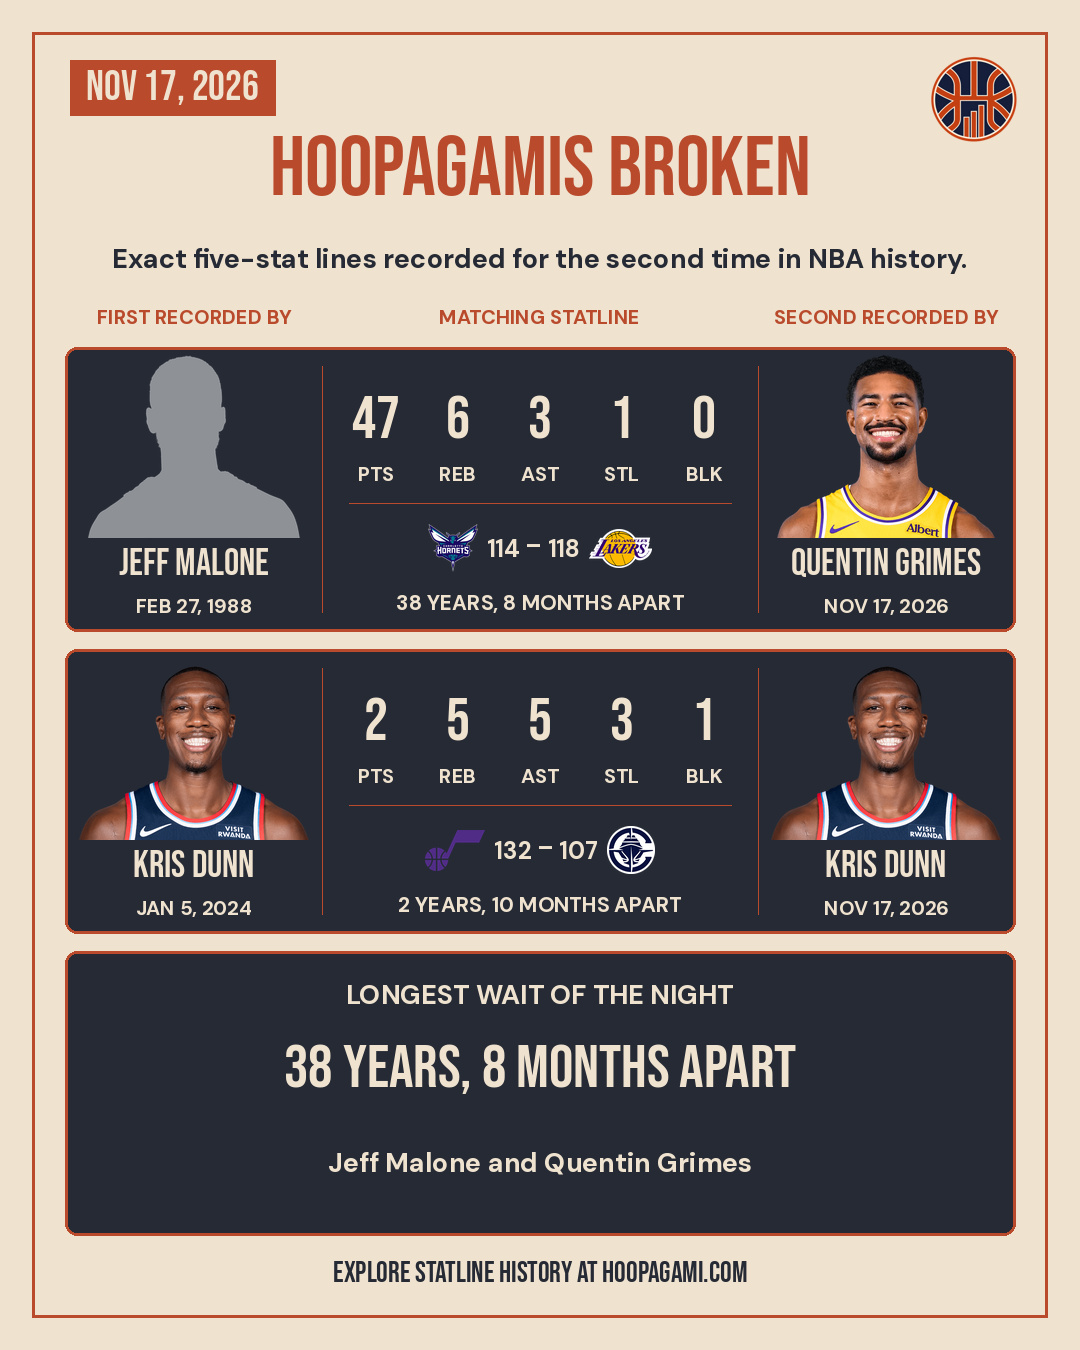 NOV 17, 2026
HOOPAGAMIS BROKEN
Exact five-stat lines recorded for the second time in NBA history.
FIRST RECORDED BY MATCHING STATLINE SECOND RECORDED BY
47 6 3 1 0
PTS REB AST STL BLK
Albert
HORNETS 114 – 118 LOS ANGELES LAKERS
JEFF MALONE QUENTIN GRIMES
FEB 27, 1988 38 YEARS, 8 MONTHS APART NOV 17, 2026
2 5 5 3 1
PTS REB AST STL BLK
VISIT RWANDA VISIT RWANDA
132 – 107
KRIS DUNN KRIS DUNN
JAN 5, 2024 2 YEARS, 10 MONTHS APART NOV 17, 2026
LONGEST WAIT OF THE NIGHT
38 YEARS, 8 MONTHS APART
Jeff Malone and Quentin Grimes
EXPLORE STATLINE HISTORY AT HOOPAGAMI.COM